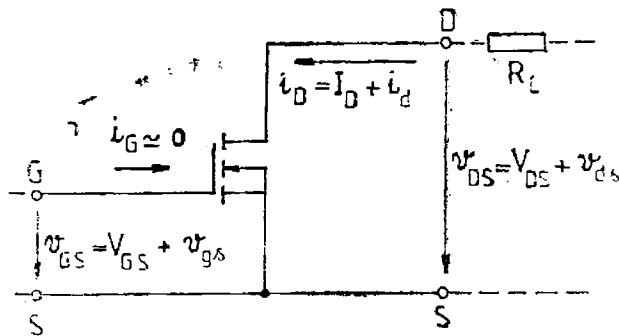 D
i_D = I_D + i_d
R_L
i_G ≃ 0
G
v_DS = V_DS + v_ds
v_GS = V_GS + v_gs
S
S